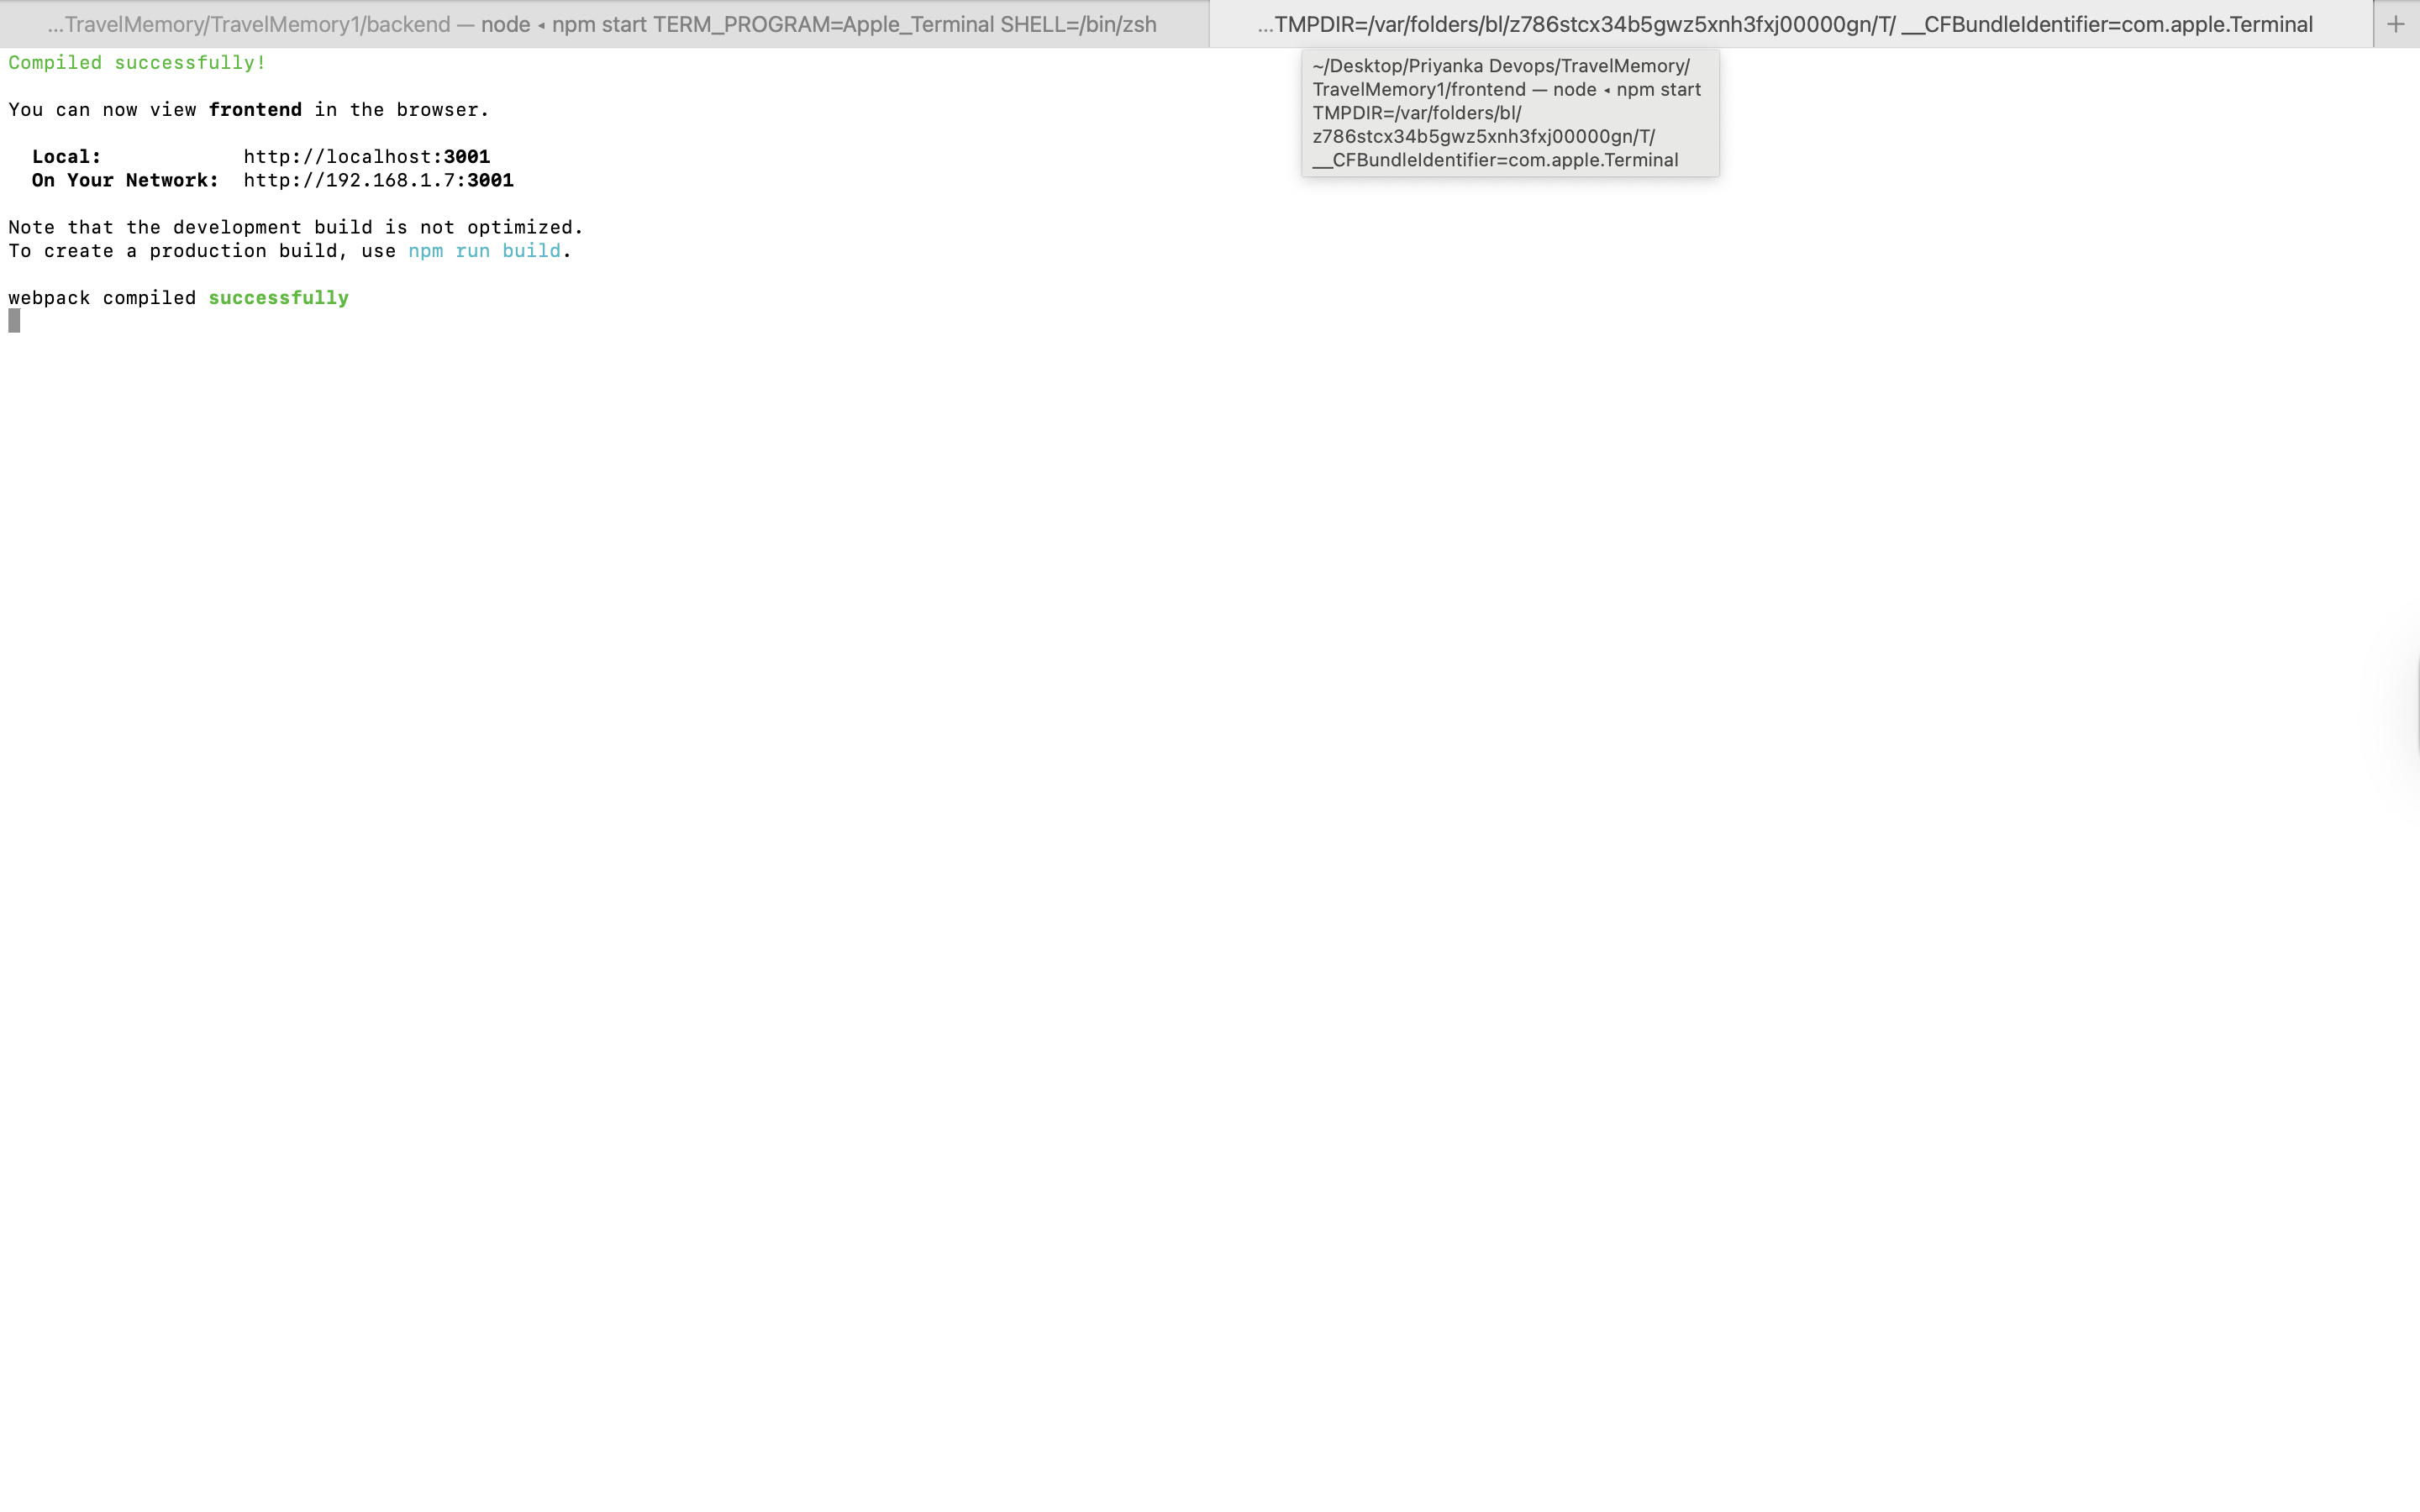 ...TravelMemory/TravelMemory1/backend — node ◂ npm start TERM_PROGRAM=Apple_Terminal SHELL=/bin/zsh
...TMPDIR=/var/folders/bl/z786stcx34b5gwz5xnh3fxj00000gn/T/ __CFBundleIdentifier=com.apple.Terminal
+
~/Desktop/Priyanka Devops/TravelMemory/
TravelMemory1/frontend — node ◂ npm start
TMPDIR=/var/folders/bl/
z786stcx34b5gwz5xnh3fxj00000gn/T/
__CFBundleIdentifier=com.apple.Terminal
Compiled successfully!
You can now view frontend in the browser.
Local: http://localhost:3001
On Your Network: http://192.168.1.7:3001
Note that the development build is not optimized.
To create a production build, use npm run build.
webpack compiled successfully